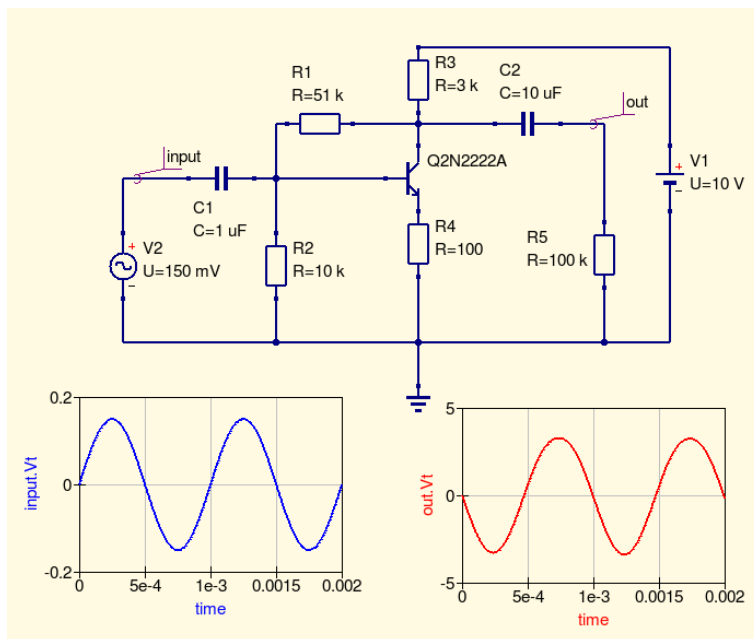 R3
R=3 k
C2
C=10 uF
R1
R=51 k
out
input
Q2N2222A
V1
U=10 V
+
−
C1
C=1 uF
R4
R=100
R5
R=100 k
V2
U=150 mV
+
−
R2
R=10 k
0.2
0
-0.2
input.Vt
0 5e-4 1e-3 0.0015 0.002
time
5
0
-5
out.Vt
0 5e-4 1e-3 0.0015 0.002
time